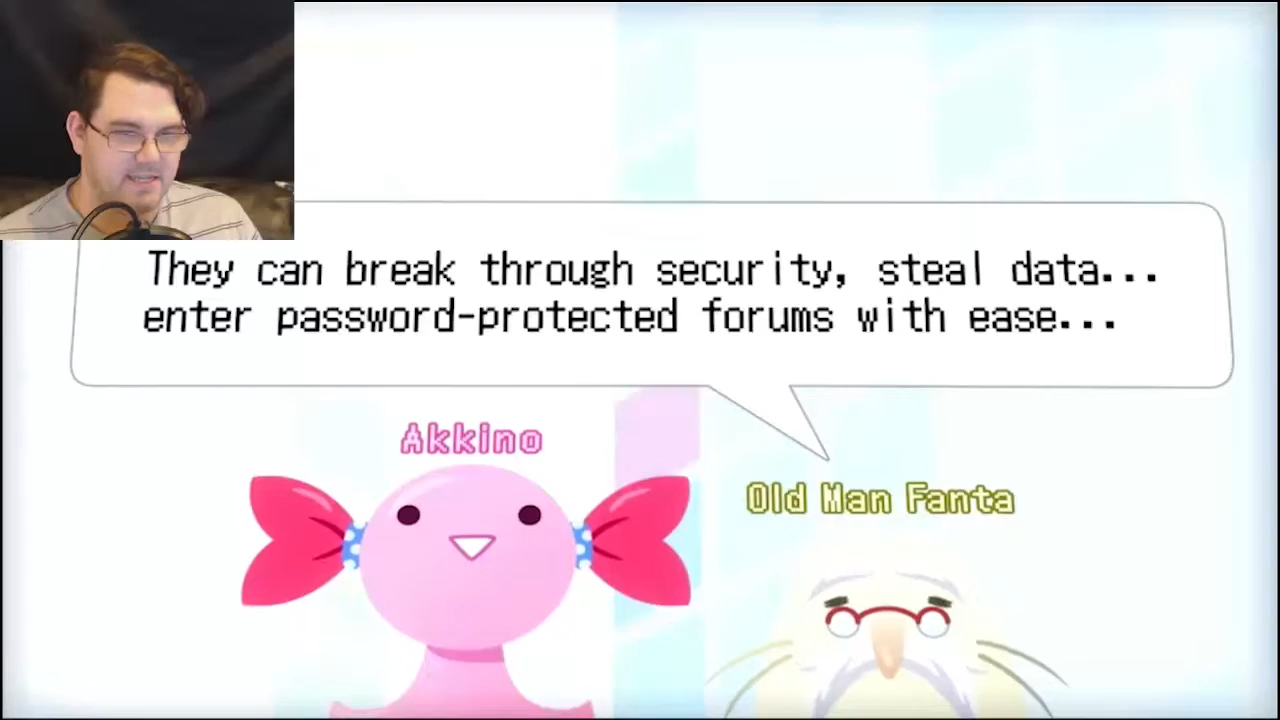 They can break through security, steal data...
enter password-protected forums with ease...
Akkino
Old Man Fanta